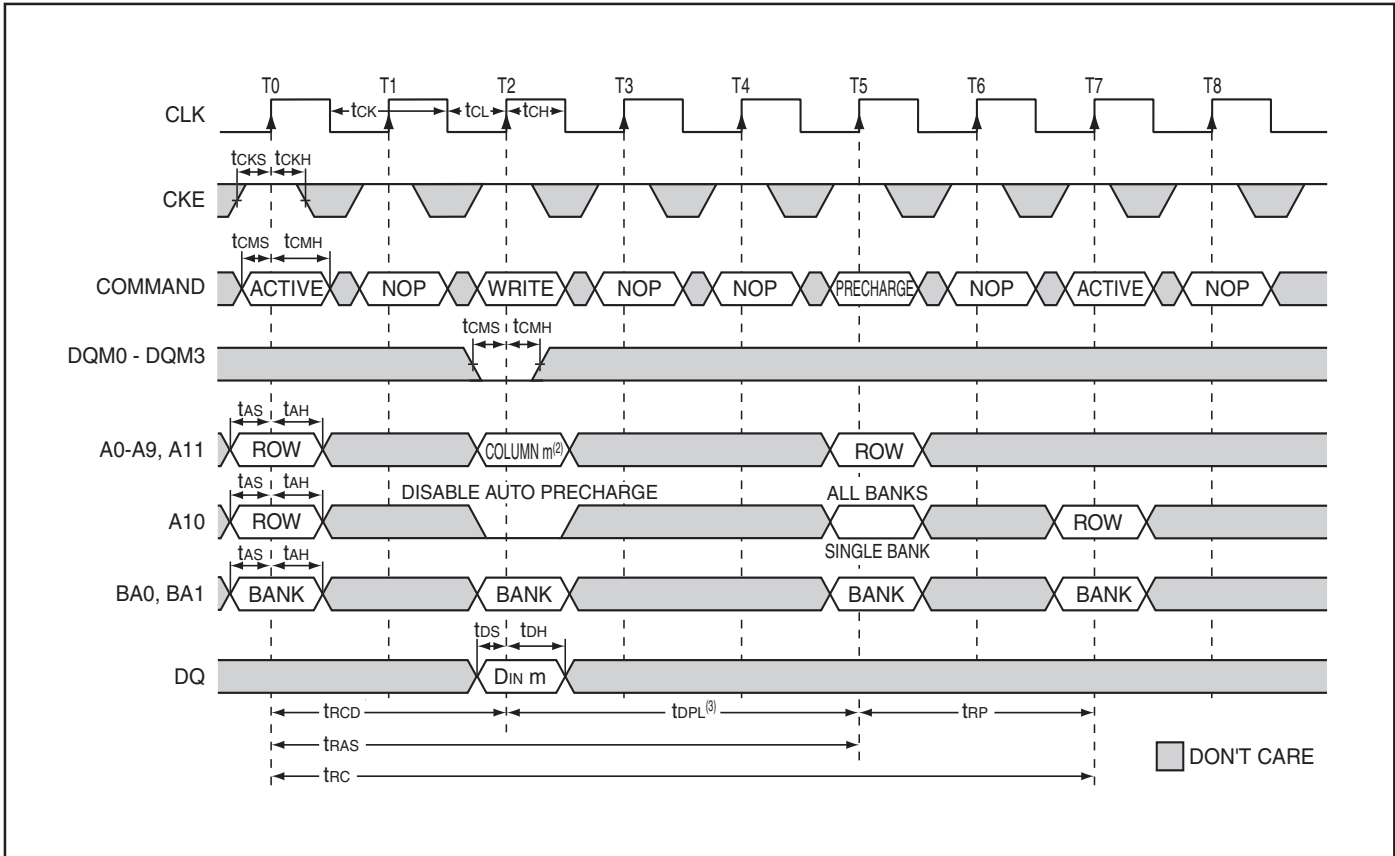 T0 T1 T2 T3 T4 T5 T6 T7 T8
CLK tCK tCL tCH
tCKS tCKH
CKE
tCMS tCMH
COMMAND ACTIVE NOP WRITE NOP NOP PRECHARGE NOP ACTIVE NOP
tCMS tCMH
DQM0 - DQM3
tAS tAH
A0-A9, A11 ROW COLUMN m(2) ROW
tAS tAH DISABLE AUTO PRECHARGE ALL BANKS
A10 ROW ROW
tAS tAH SINGLE BANK
BA0, BA1 BANK BANK BANK BANK
tDS tDH
DQ DIN m
tRCD tDPL(3) tRP
tRAS
tRC
DON'T CARE